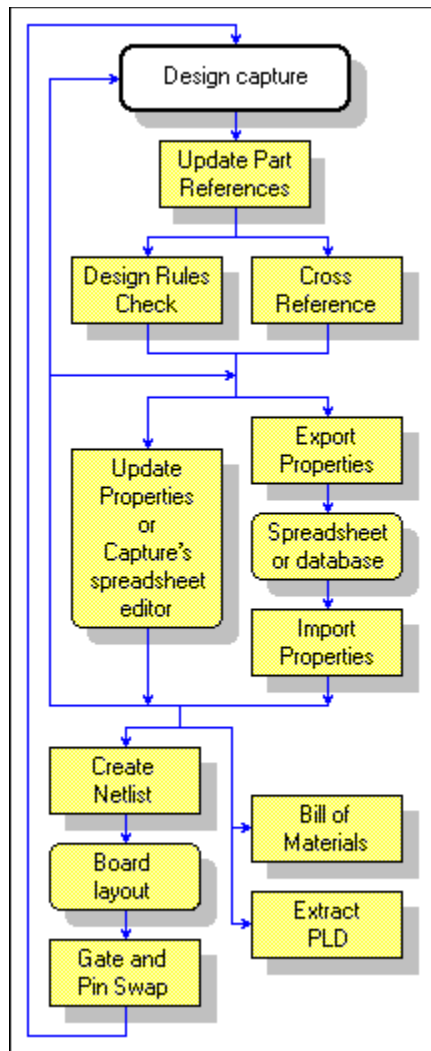 Design capture
Update Part
References
Design Rules
Check
Cross
Reference
Update
Properties
or
Capture's
spreadsheet
editor
Export
Properties
Spreadsheet
or database
Import
Properties
Create
Netlist
Board
layout
Gate and
Pin Swap
Bill of
Materials
Extract
PLD